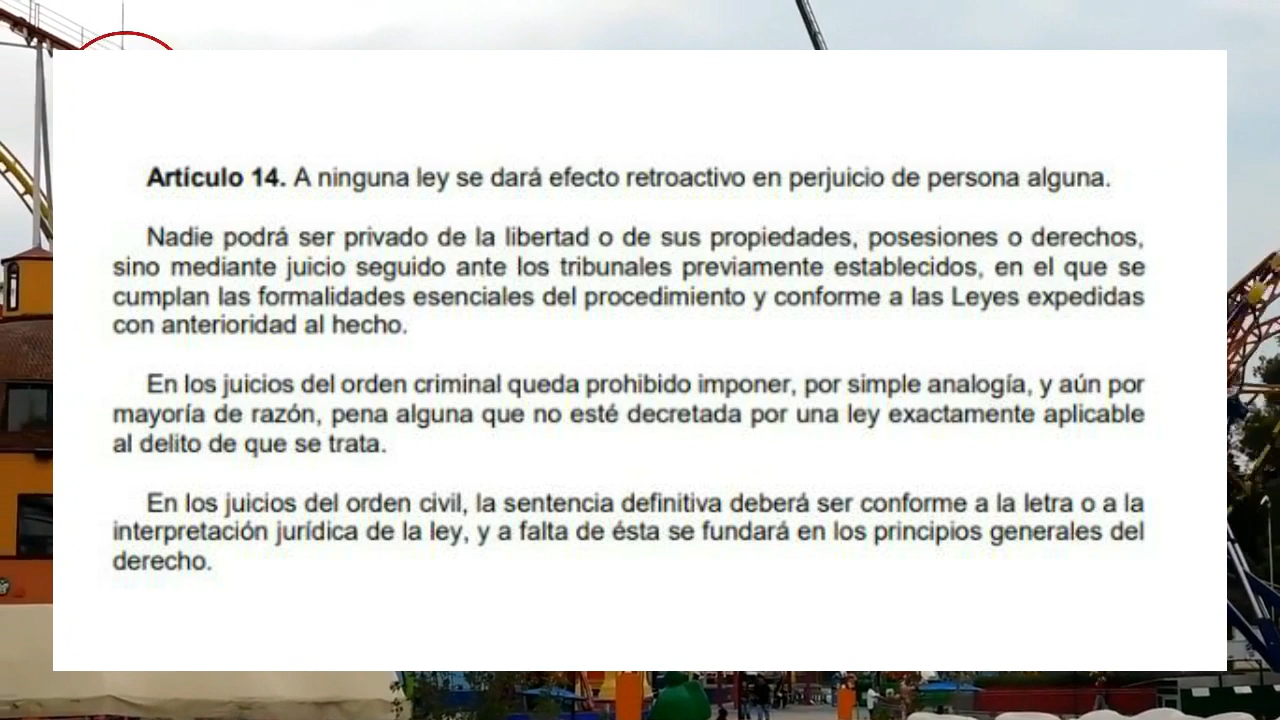 Artículo 14. A ninguna ley se dará efecto retroactivo en perjuicio de persona alguna.
Nadie podrá ser privado de la libertad o de sus propiedades, posesiones o derechos,
sino mediante juicio seguido ante los tribunales previamente establecidos, en el que se
cumplan las formalidades esenciales del procedimiento y conforme a las Leyes expedidas
con anterioridad al hecho.
En los juicios del orden criminal queda prohibido imponer, por simple analogía, y aún por
mayoría de razón, pena alguna que no esté decretada por una ley exactamente aplicable
al delito de que se trata.
En los juicios del orden civil, la sentencia definitiva deberá ser conforme a la letra o a la
interpretación jurídica de la ley, y a falta de ésta se fundará en los principios generales del
derecho.